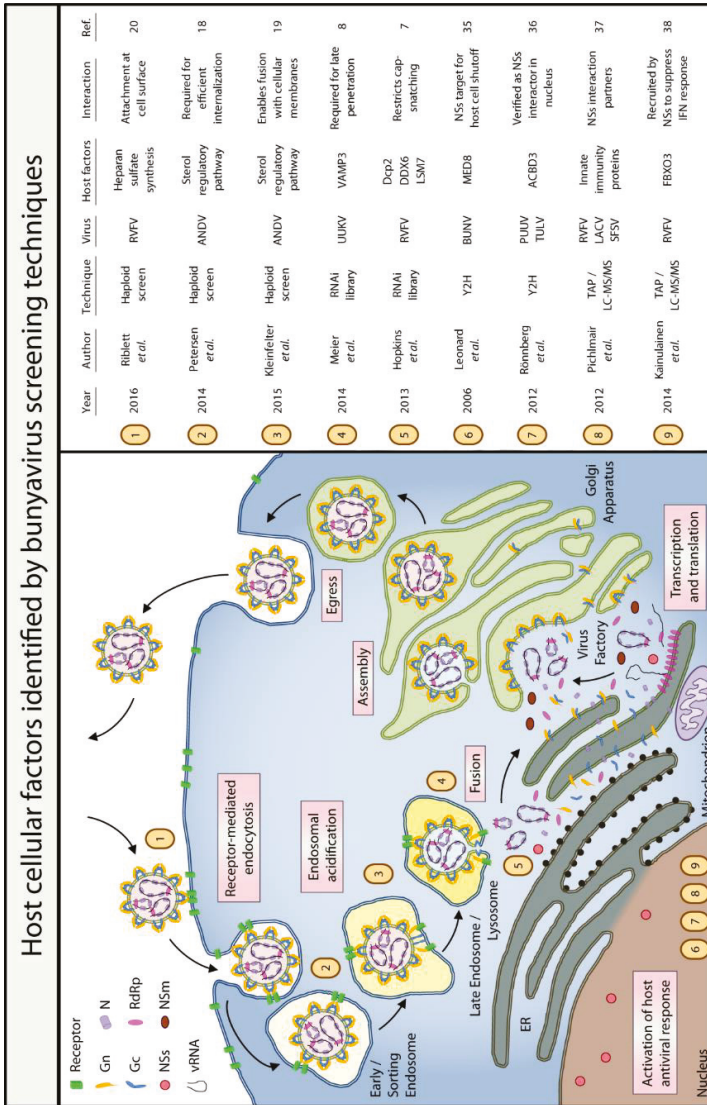 Host cellular factors identified by bunyavirus screening techniques
Receptor
Gn
N
Gc
RdRp
NSs
NSm
vRNA
1
Receptor-mediated
endocytosis
Early /
Sorting
Endosome
2
Endosomal
acidification
3
Late Endosome /
Lysosome
4
Fusion
5
ER
Nucleus
Activation of host
antiviral response
6
7
8
9
Mitochondrion
Transcription
and translation
Virus
Factory
Golgi
Apparatus
Assembly
Egress
Year Author Technique Virus Host factors Interaction Ref.
1 2016 Riblett et al. Haploid screen RVFV Heparan sulfate synthesis Attachment at cell surface 20
2 2014 Petersen et al. Haploid screen ANDV Sterol regulatory pathway Required for efficient internalization 18
3 2015 Kleinfelter et al. Haploid screen ANDV Sterol regulatory pathway Enables fusion with cellular membranes 19
4 2014 Meier et al. RNAi library UUKV VAMP3 Required for late penetration 8
5 2013 Hopkins et al. RNAi library RVFV Dcp2 DDX6 LSM7 Restricts cap-snatching 7
6 2006 Leonard et al. Y2H BUNV MED8 NSs target for host cell shutoff 35
7 2012 Rönnberg et al. Y2H PUUV TULV ACBD3 Verified as NSs interactor in nucleus 36
8 2012 Pichlmair et al. TAP / LC-MS/MS RVFV LACV SFSV Innate immunity proteins NSs interaction partners 37
9 2014 Kainulainen et al. TAP / LC-MS/MS RVFV FBXO3 Recruited by NSs to suppress IFN response 38